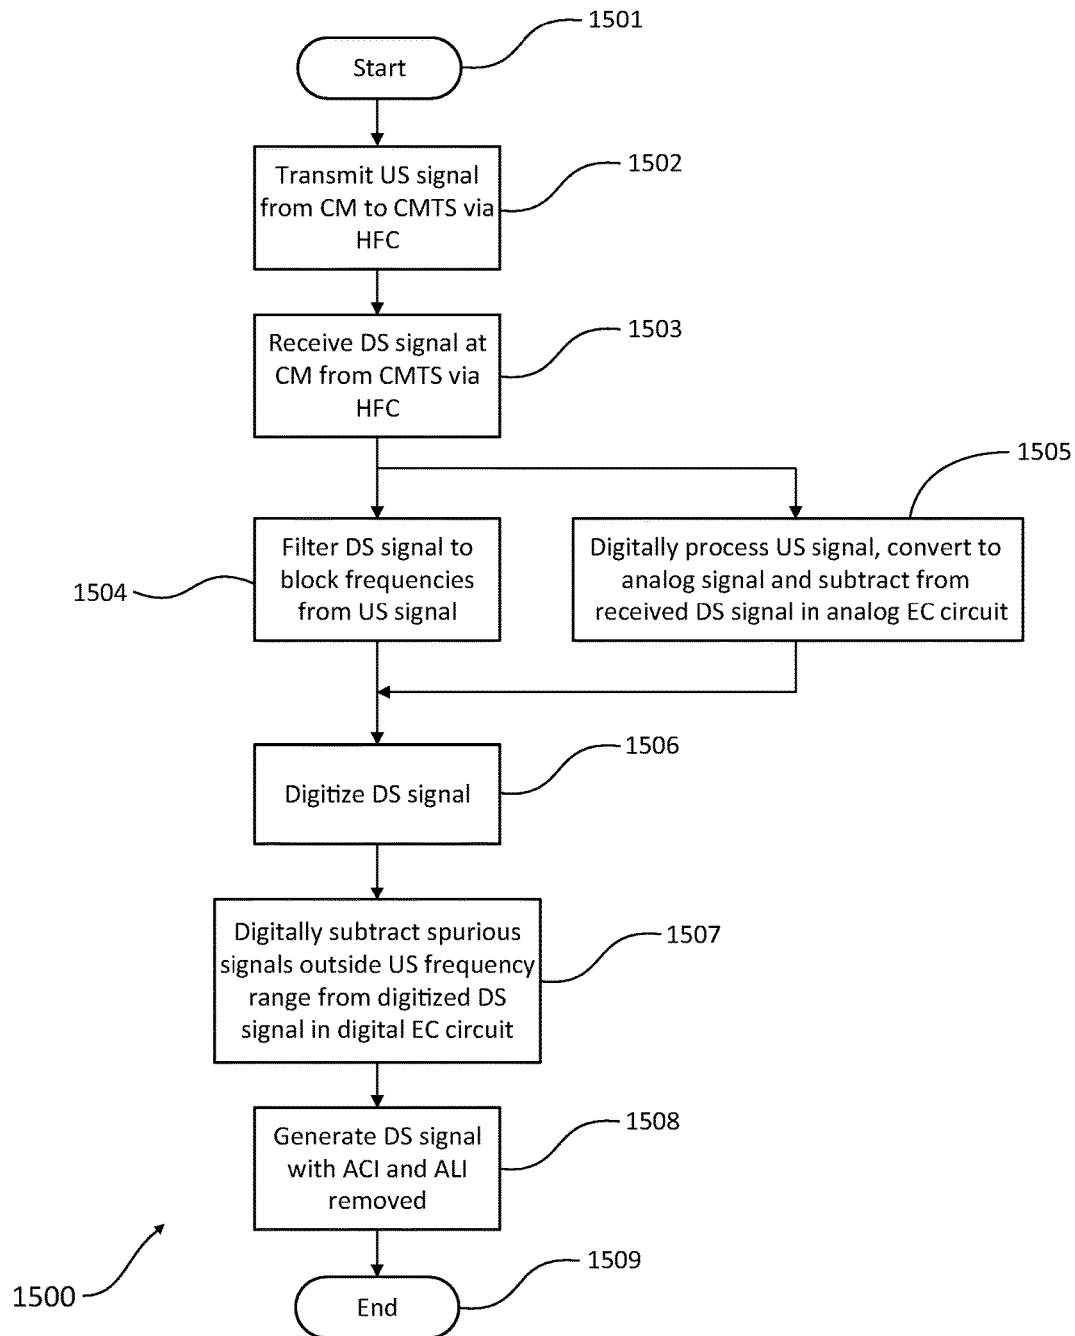 1501
Start
1502
Transmit US signal
from CM to CMTS via
HFC
1503
Receive DS signal at
CM from CMTS via
HFC
1504
Filter DS signal to
block frequencies
from US signal
1505
Digitally process US signal, convert to
analog signal and subtract from
received DS signal in analog EC circuit
1506
Digitize DS signal
1507
Digitally subtract spurious
signals outside US frequency
range from digitized DS
signal in digital EC circuit
1508
Generate DS signal
with ACI and ALI
removed
1509
End
1500